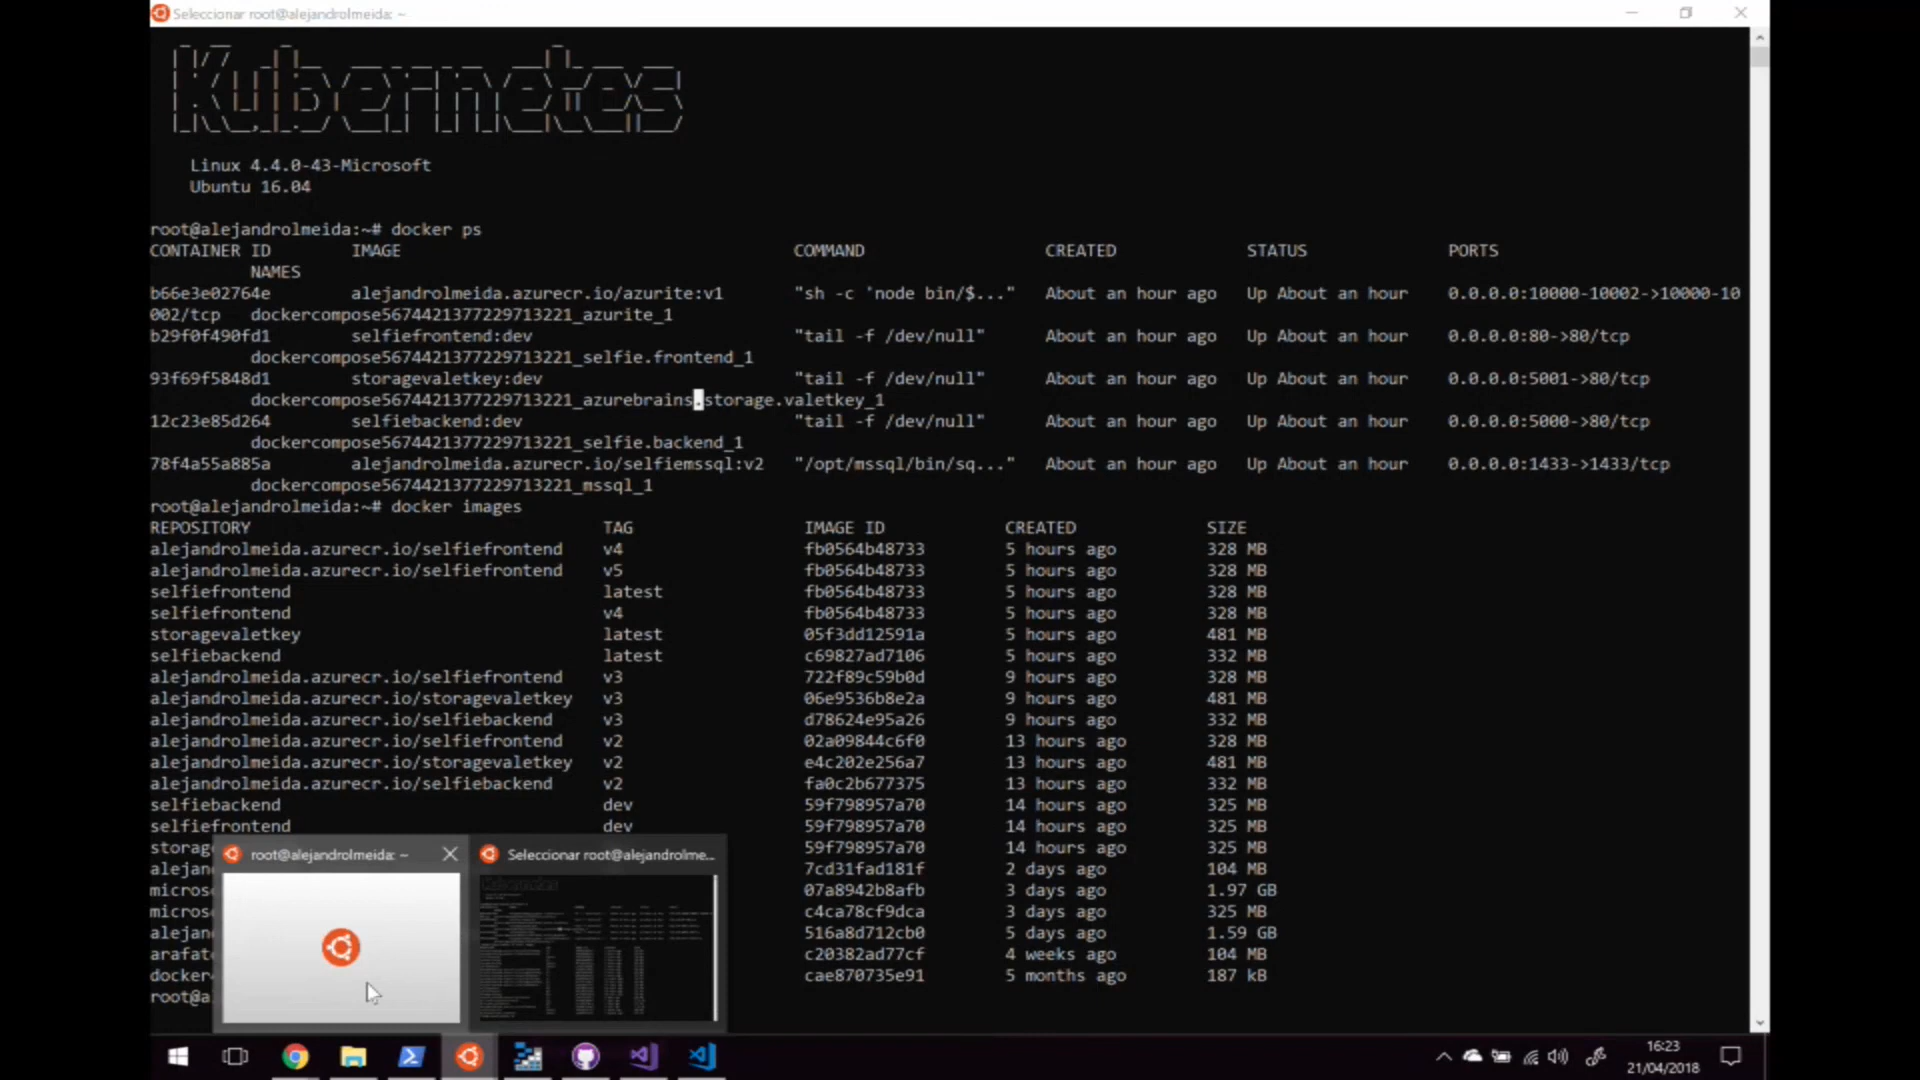 Seleccionar root@alejandrolmeida: ~
Kubernetes
Linux 4.4.0-43-Microsoft
Ubuntu 16.04
root@alejandrolmeida:~# docker ps
CONTAINER ID IMAGE COMMAND CREATED STATUS PORTS
NAMES
b66e3e02764e alejandrolmeida.azurecr.io/azurite:v1 "sh -c 'node bin/$..." About an hour ago Up About an hour 0.0.0.0:10000-10002->10000-10
002/tcp dockercompose5674421377229713221_azurite_1
b29f0f490fd1 selfiefrontend:dev "tail -f /dev/null" About an hour ago Up About an hour 0.0.0.0:80->80/tcp
dockercompose5674421377229713221_selfie.frontend_1
93f69f5848d1 storagevaletkey:dev "tail -f /dev/null" About an hour ago Up About an hour 0.0.0.0:5001->80/tcp
dockercompose5674421377229713221_azurebrains.storage.valetkey_1
12c23e85d264 selfiebackend:dev "tail -f /dev/null" About an hour ago Up About an hour 0.0.0.0:5000->80/tcp
dockercompose5674421377229713221_selfie.backend_1
78f4a55a885a alejandrolmeida.azurecr.io/selfiemssql:v2 "/opt/mssql/bin/sq..." About an hour ago Up About an hour 0.0.0.0:1433->1433/tcp
dockercompose5674421377229713221_mssql_1
root@alejandrolmeida:~# docker images
REPOSITORY TAG IMAGE ID CREATED SIZE
alejandrolmeida.azurecr.io/selfiefrontend v4 fb0564b48733 5 hours ago 328 MB
alejandrolmeida.azurecr.io/selfiefrontend v5 fb0564b48733 5 hours ago 328 MB
selfiefrontend latest fb0564b48733 5 hours ago 328 MB
selfiefrontend v4 fb0564b48733 5 hours ago 328 MB
storagevaletkey latest 05f3dd12591a 5 hours ago 481 MB
selfiebackend latest c69827ad7106 5 hours ago 332 MB
alejandrolmeida.azurecr.io/selfiefrontend v3 722f89c59b0d 9 hours ago 328 MB
alejandrolmeida.azurecr.io/storagevaletkey v3 06e9536b8e2a 9 hours ago 481 MB
alejandrolmeida.azurecr.io/selfiebackend v3 d78624e95a26 9 hours ago 332 MB
alejandrolmeida.azurecr.io/selfiefrontend v2 02a09844c6f0 13 hours ago 328 MB
alejandrolmeida.azurecr.io/storagevaletkey v2 e4c202e256a7 13 hours ago 481 MB
alejandrolmeida.azurecr.io/selfiebackend v2 fa0c2b677375 13 hours ago 332 MB
selfiebackend dev 59f798957a70 14 hours ago 325 MB
selfiefrontend dev 59f798957a70 14 hours ago 325 MB
storag 59f798957a70 14 hours ago 325 MB
alejan 7cd31fad181f 2 days ago 104 MB
micros 07a8942b8afb 3 days ago 1.97 GB
micros c4ca78cf9dca 3 days ago 325 MB
alejan 516a8d712cb0 5 days ago 1.59 GB
arafat c20382ad77cf 4 weeks ago 104 MB
docker cae870735e91 5 months ago 187 kB
root@a
root@alejandrolmeida: ~
Seleccionar root@alejandrolme...
16:23
21/04/2018